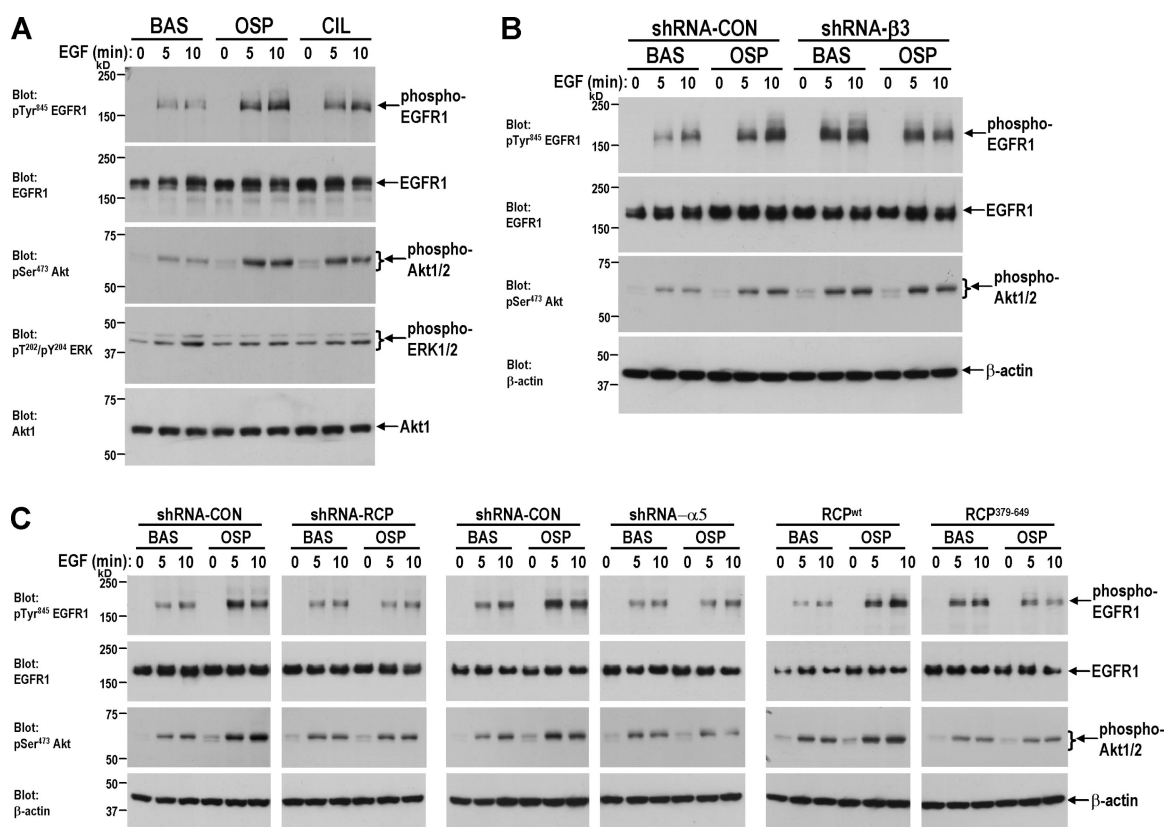 A
BAS OSP CIL
EGF (min): 0 5 10 0 5 10 0 5 10
kD
250
150
Blot:
pTyr⁸⁴⁵ EGFR1
phospho-
EGFR1
250
150
Blot:
EGFR1
EGFR1
75
50
Blot:
pSer⁴⁷³ Akt
phospho-
Akt1/2
50
37
Blot:
pT²⁰²/pY²⁰⁴ ERK
phospho-
ERK1/2
75
50
Blot:
Akt1
Akt1
B
shRNA-CON shRNA-β3
BAS OSP BAS OSP
EGF (min): 0 5 10 0 5 10 0 5 10 0 5 10
kD
250
150
Blot:
pTyr⁸⁴⁵ EGFR1
phospho-
EGFR1
250
150
Blot:
EGFR1
EGFR1
75
50
Blot:
pSer⁴⁷³ Akt
phospho-
Akt1/2
50
37
Blot:
β-actin
β-actin
C
shRNA-CON shRNA-RCP shRNA-CON shRNA–α5 RCPʷᵗ RCP³⁷⁹⁻⁶⁴⁹
BAS OSP BAS OSP BAS OSP BAS OSP BAS OSP BAS OSP
EGF (min): 0 5 10 0 5 10 0 5 10 0 5 10 0 5 10 0 5 10 0 5 10 0 5 10 0 5 10 0 5 10 0 5 10 0 5 10
kD
250
150
Blot:
pTyr⁸⁴⁵ EGFR1
phospho-
EGFR1
250
150
Blot:
EGFR1
EGFR1
75
50
Blot:
pSer⁴⁷³ Akt
phospho-
Akt1/2
50
37
Blot:
β-actin
β-actin